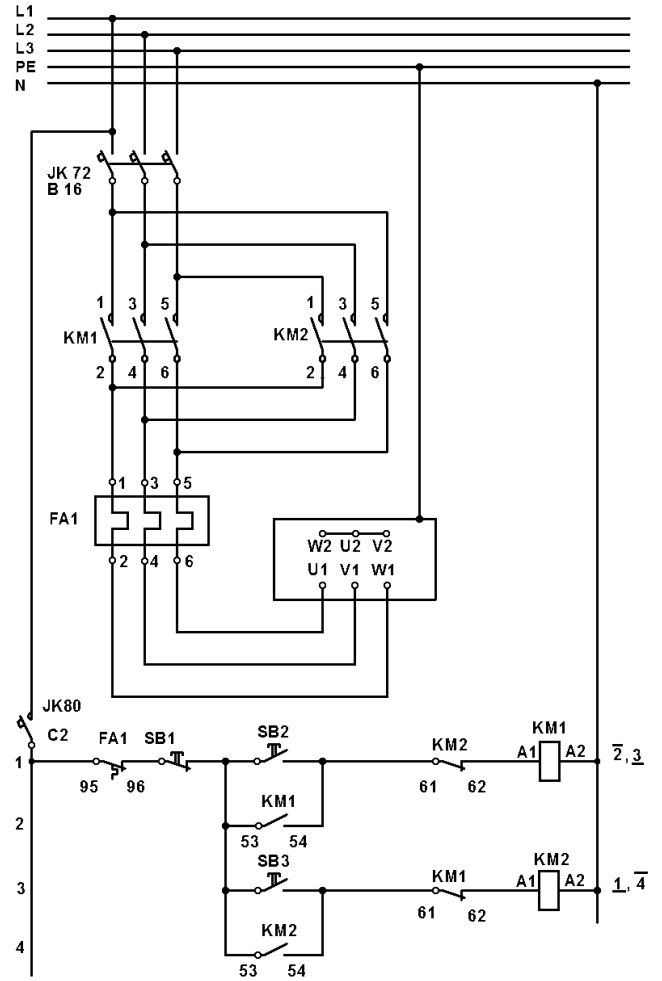 L1
L2
L3
PE
N
JK 72
B 16
1 3 5 1 3 5
KM1 KM2
2 4 6 2 4 6
1 3 5
FA1
W2 U2 V2
2 4 6 U1 V1 W1
JK80
C2 FA1 SB1 SB2 KM2 KM1
1 A1 A2 2, 3
95 96 61 62
KM1
2
53 54
SB3 KM1 KM2
3 A1 A2 1, 4
61 62
KM2
4
53 54